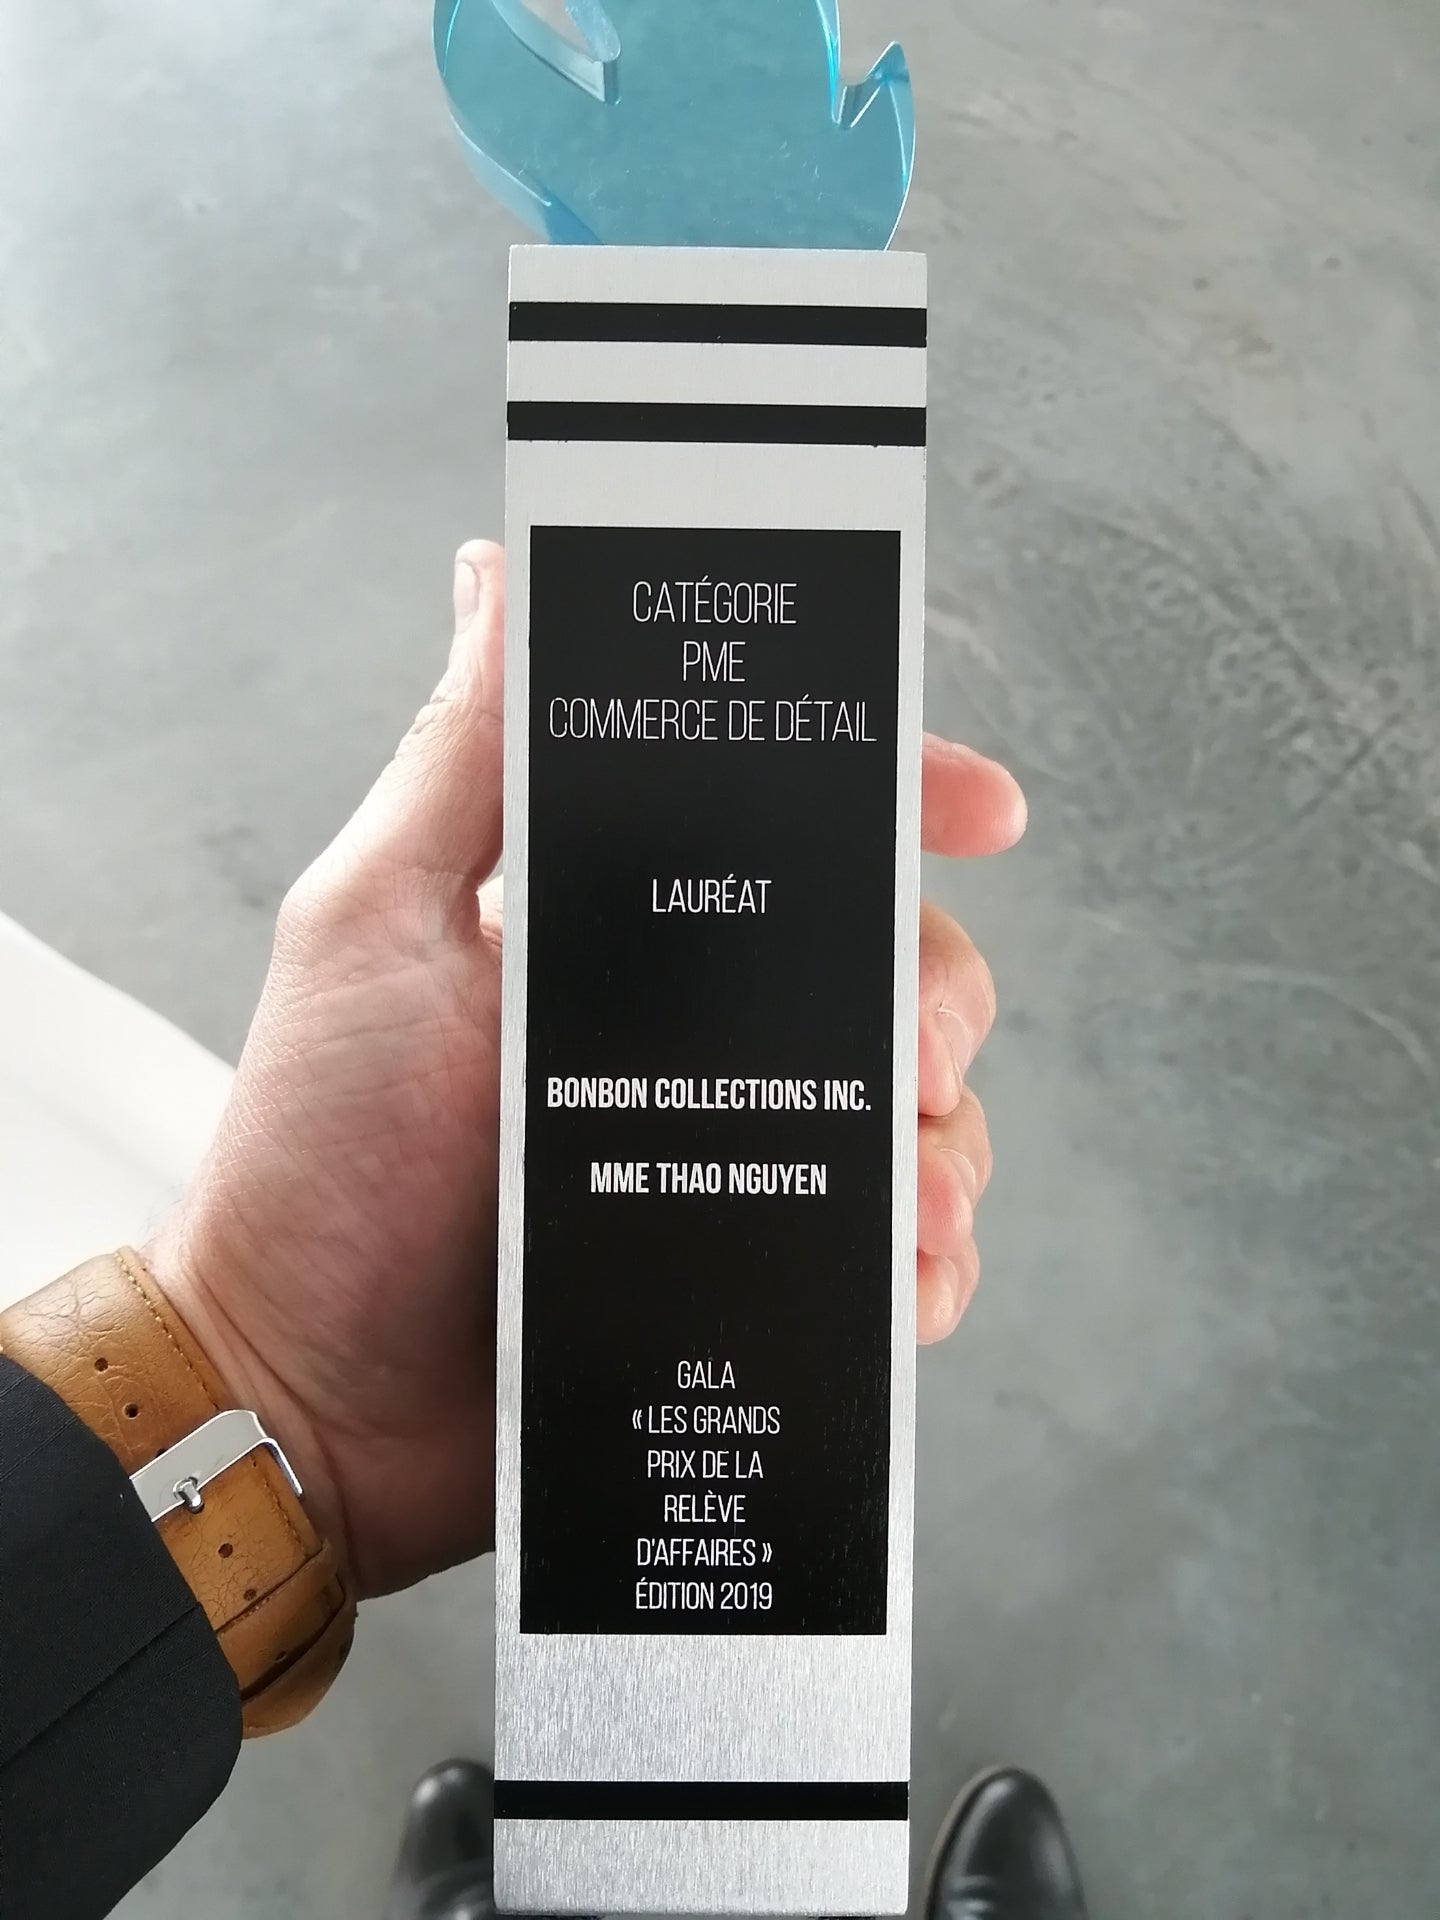 CATÉGORIE
PME
COMMERCE DE DÉTAIL
LAURÉAT
BONBON COLLECTIONS INC.
MME THAO NGUYEN
GALA
« LES GRANDS
PRIX DE LA
RELÈVE
D'AFFAIRES »
ÉDITION 2019